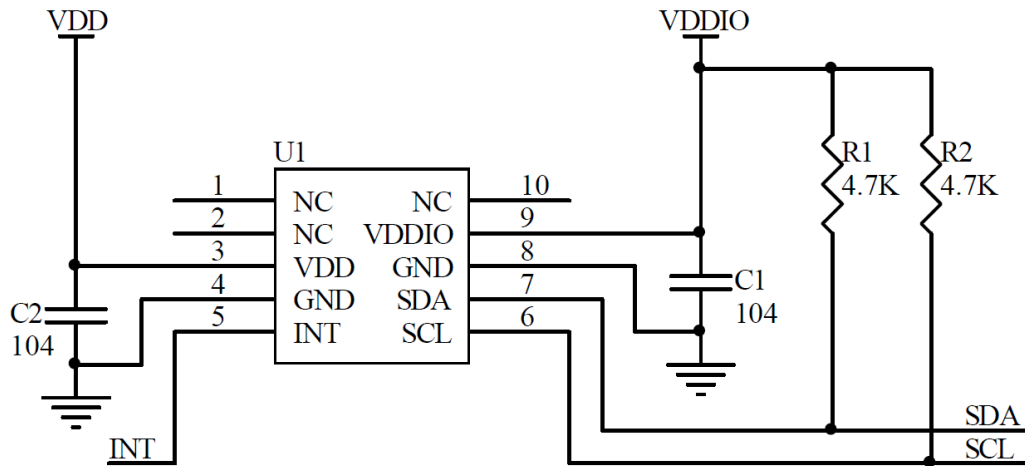 VDD
VDDIO
U1
R1
4.7K
R2
4.7K
1 NC NC 10
2 NC VDDIO 9
3 VDD GND 8
4 GND SDA 7
5 INT SCL 6
C2
104
C1
104
SDA
INT
SCL